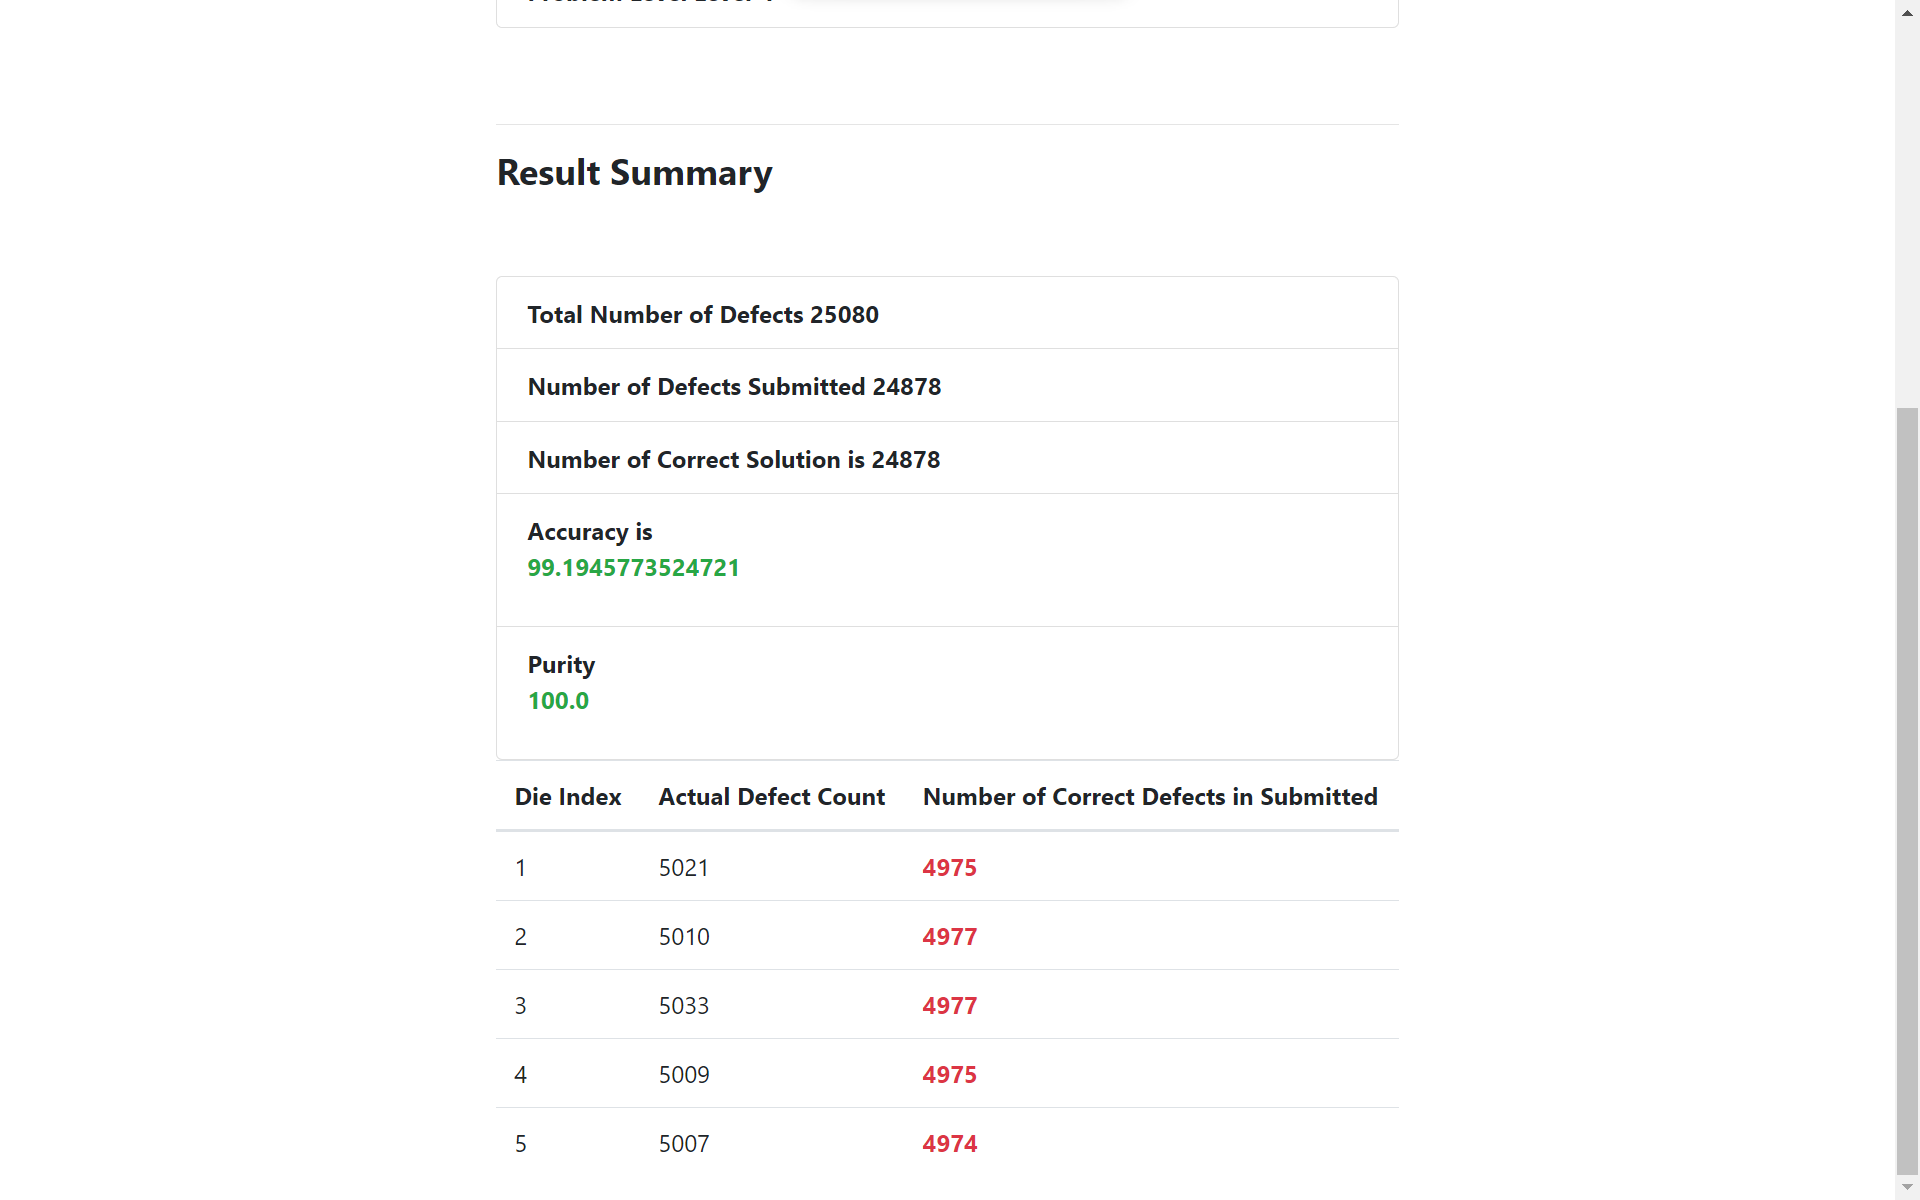 Result Summary
Total Number of Defects 25080
Number of Defects Submitted 24878
Number of Correct Solution is 24878
Accuracy is
99.1945773524721
Purity
100.0
Die Index Actual Defect Count Number of Correct Defects in Submitted
1 5021 4975
2 5010 4977
3 5033 4977
4 5009 4975
5 5007 4974